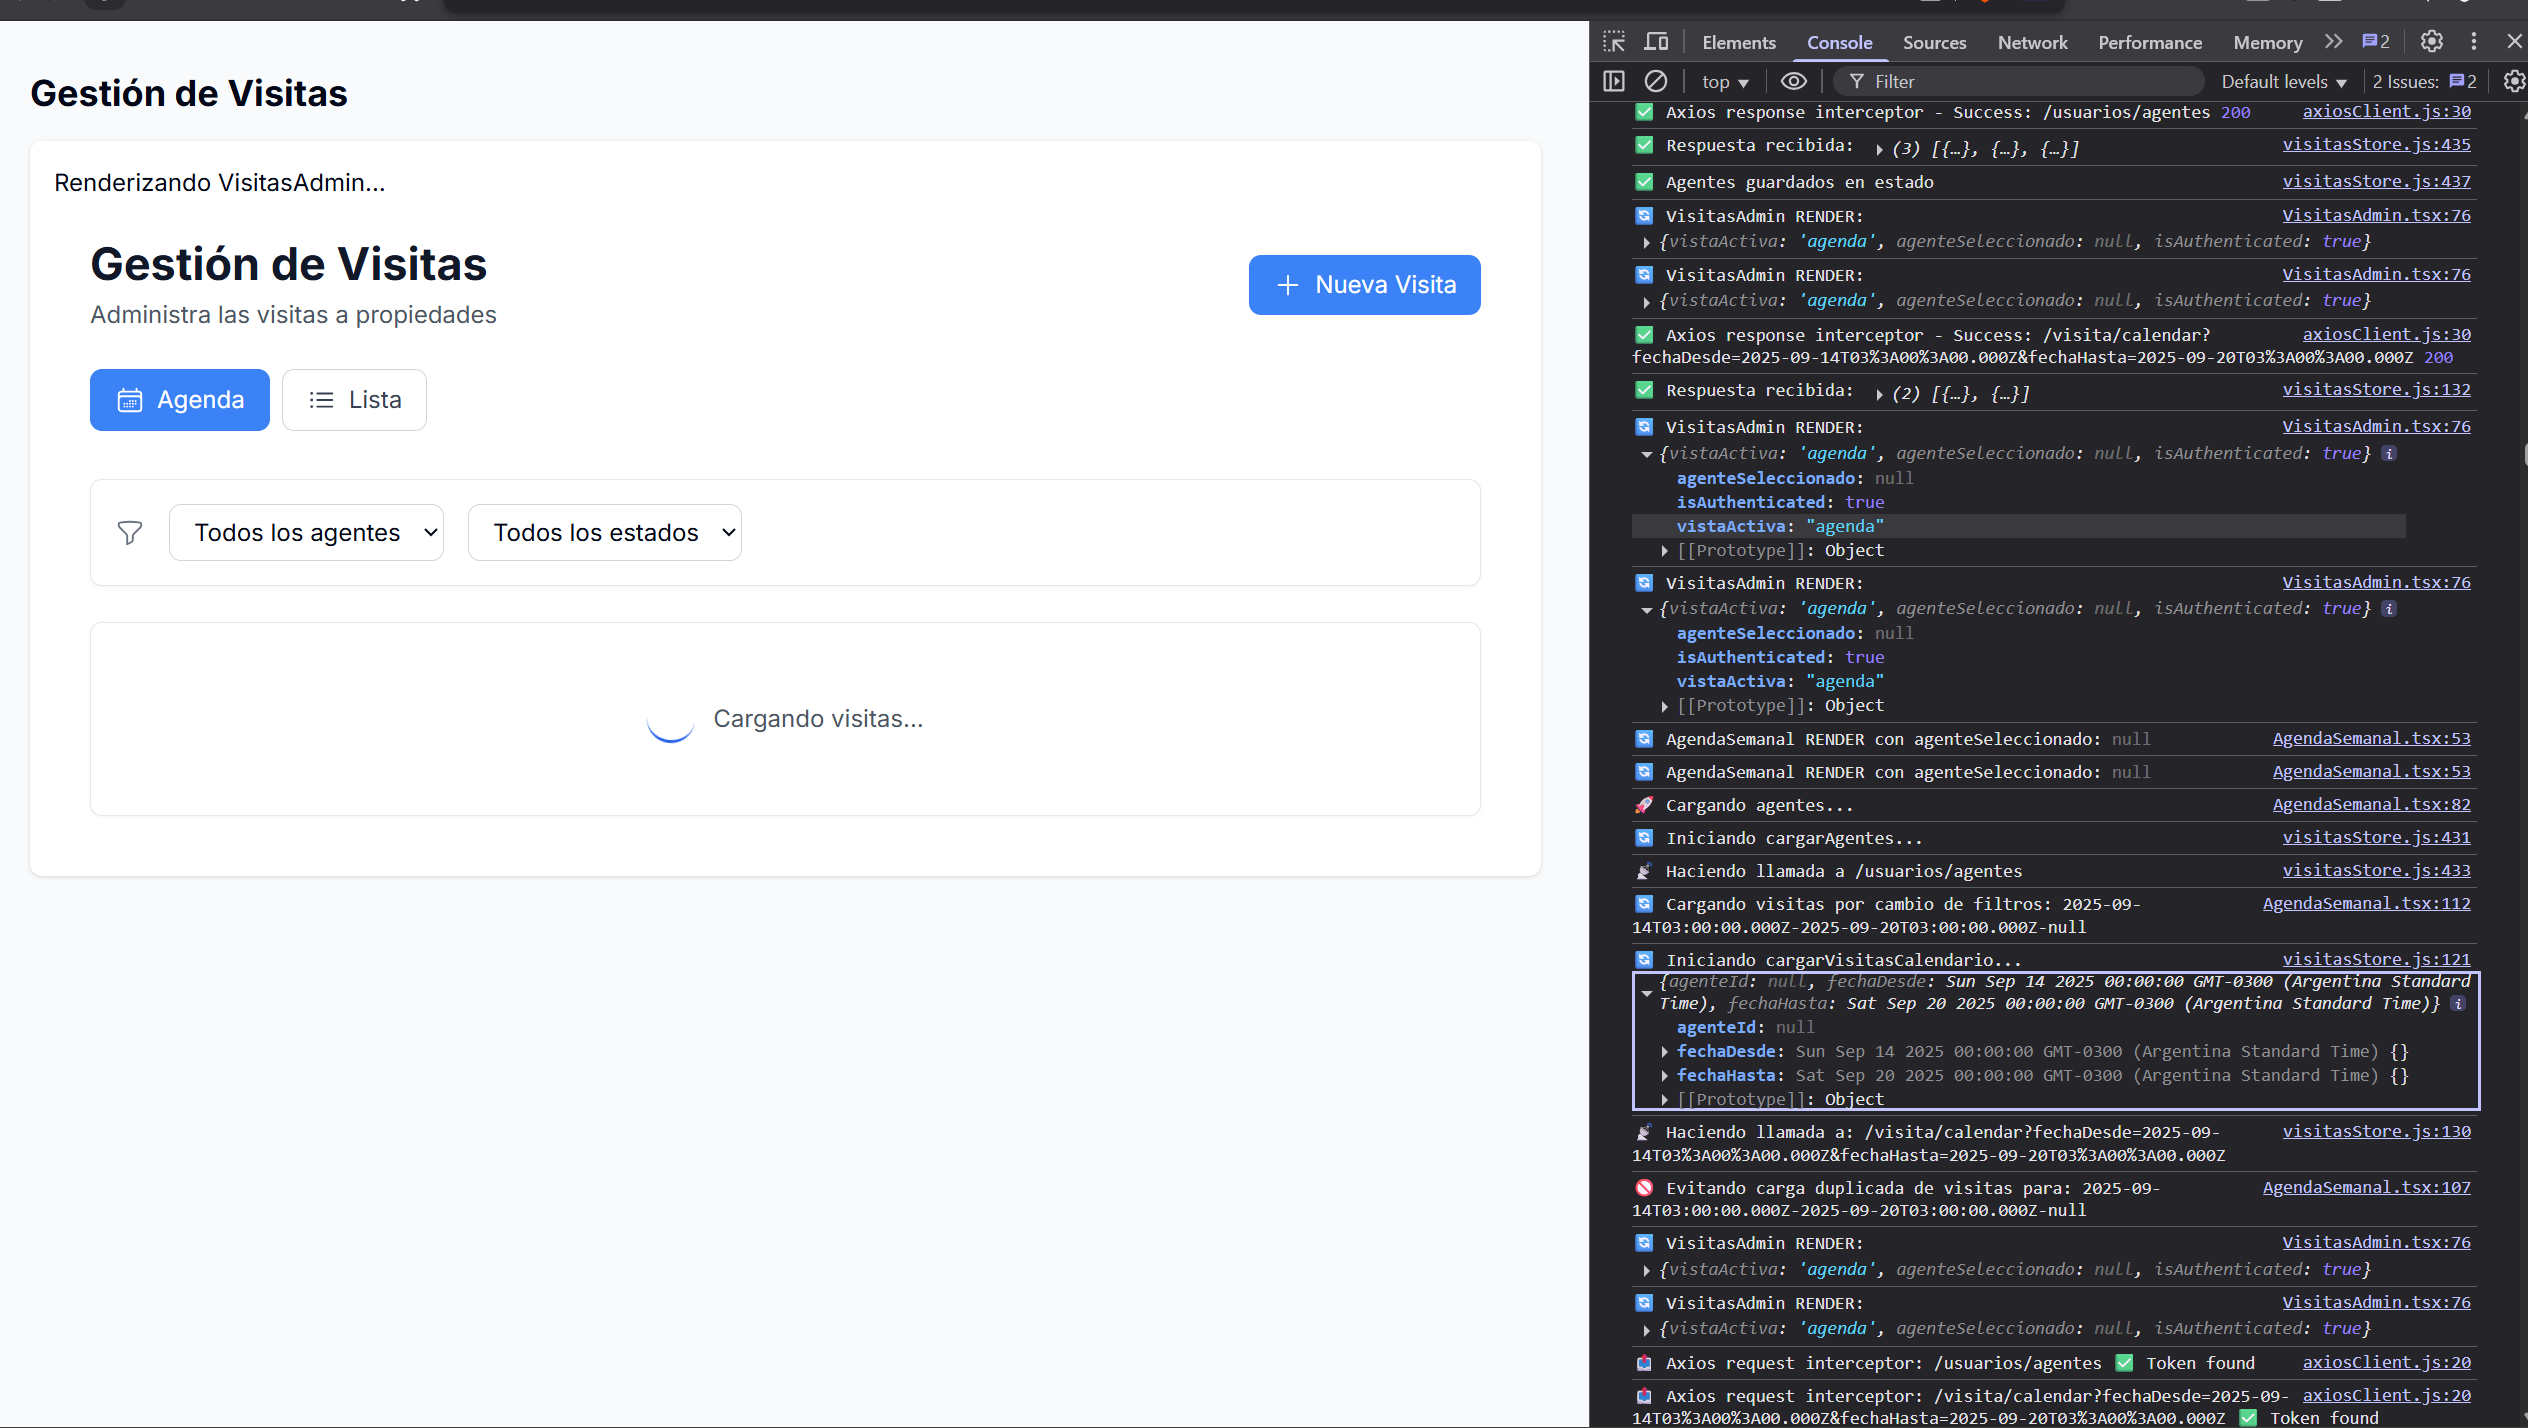 Gestión de Visitas
Renderizando VisitasAdmin...
Gestión de Visitas
Administra las visitas a propiedades
Nueva Visita
Agenda
Lista
Todos los agentes
Todos los estados
Cargando visitas...
Elements Console Sources Network Performance Memory 2
top Filter Default levels 2 Issues: 2
Axios response interceptor - Success: /usuarios/agentes 200 axiosClient.js:30
Respuesta recibida: (3) [{…}, {…}, {…}] visitasStore.js:435
Agentes guardados en estado visitasStore.js:437
VisitasAdmin RENDER: VisitasAdmin.tsx:76
{vistaActiva: 'agenda', agenteSeleccionado: null, isAuthenticated: true}
VisitasAdmin RENDER: VisitasAdmin.tsx:76
{vistaActiva: 'agenda', agenteSeleccionado: null, isAuthenticated: true}
Axios response interceptor - Success: /visita/calendar? axiosClient.js:30
fechaDesde=2025-09-14T03%3A00%3A00.000Z&fechaHasta=2025-09-20T03%3A00%3A00.000Z 200
Respuesta recibida: (2) [{…}, {…}] visitasStore.js:132
VisitasAdmin RENDER: VisitasAdmin.tsx:76
{vistaActiva: 'agenda', agenteSeleccionado: null, isAuthenticated: true} i
agenteSeleccionado: null
isAuthenticated: true
vistaActiva: "agenda"
[[Prototype]]: Object
VisitasAdmin RENDER: VisitasAdmin.tsx:76
{vistaActiva: 'agenda', agenteSeleccionado: null, isAuthenticated: true} i
agenteSeleccionado: null
isAuthenticated: true
vistaActiva: "agenda"
[[Prototype]]: Object
AgendaSemanal RENDER con agenteSeleccionado: null AgendaSemanal.tsx:53
AgendaSemanal RENDER con agenteSeleccionado: null AgendaSemanal.tsx:53
Cargando agentes... AgendaSemanal.tsx:82
Iniciando cargarAgentes... visitasStore.js:431
Haciendo llamada a /usuarios/agentes visitasStore.js:433
Cargando visitas por cambio de filtros: 2025-09- AgendaSemanal.tsx:112
14T03:00:00.000Z-2025-09-20T03:00:00.000Z-null
Iniciando cargarVisitasCalendario... visitasStore.js:121
{agenteId: null, fechaDesde: Sun Sep 14 2025 00:00:00 GMT-0300 (Argentina Standard
Time), fechaHasta: Sat Sep 20 2025 00:00:00 GMT-0300 (Argentina Standard Time)} i
agenteId: null
fechaDesde: Sun Sep 14 2025 00:00:00 GMT-0300 (Argentina Standard Time) {}
fechaHasta: Sat Sep 20 2025 00:00:00 GMT-0300 (Argentina Standard Time) {}
[[Prototype]]: Object
Haciendo llamada a: /visita/calendar?fechaDesde=2025-09- visitasStore.js:130
14T03%3A00%3A00.000Z&fechaHasta=2025-09-20T03%3A00%3A00.000Z
Evitando carga duplicada de visitas para: 2025-09- AgendaSemanal.tsx:107
14T03:00:00.000Z-2025-09-20T03:00:00.000Z-null
VisitasAdmin RENDER: VisitasAdmin.tsx:76
{vistaActiva: 'agenda', agenteSeleccionado: null, isAuthenticated: true}
VisitasAdmin RENDER: VisitasAdmin.tsx:76
{vistaActiva: 'agenda', agenteSeleccionado: null, isAuthenticated: true}
Axios request interceptor: /usuarios/agentes ✅ Token found axiosClient.js:20
Axios request interceptor: /visita/calendar?fechaDesde=2025-09- axiosClient.js:20
14T03%3A00%3A00.000Z&fechaHasta=2025-09-20T03%3A00%3A00.000Z ✅ Token found